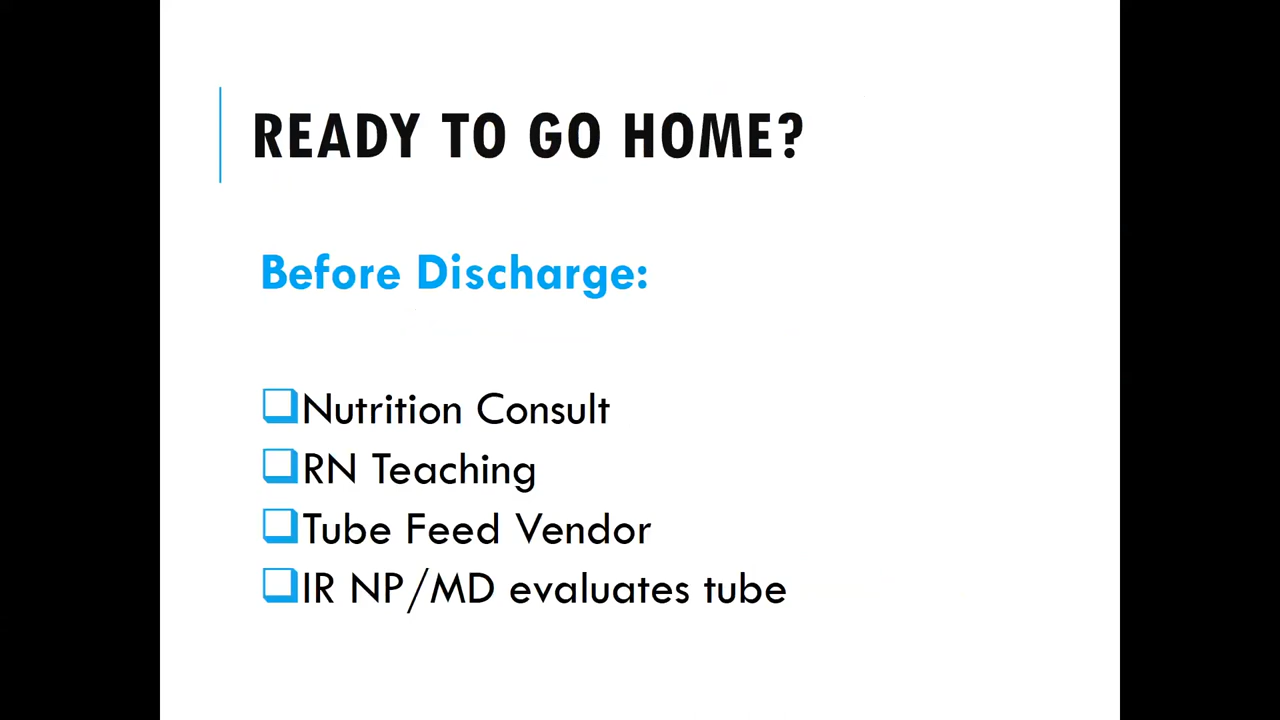 READY TO GO HOME?
Before Discharge:
Nutrition Consult
RN Teaching
Tube Feed Vendor
IR NP/MD evaluates tube